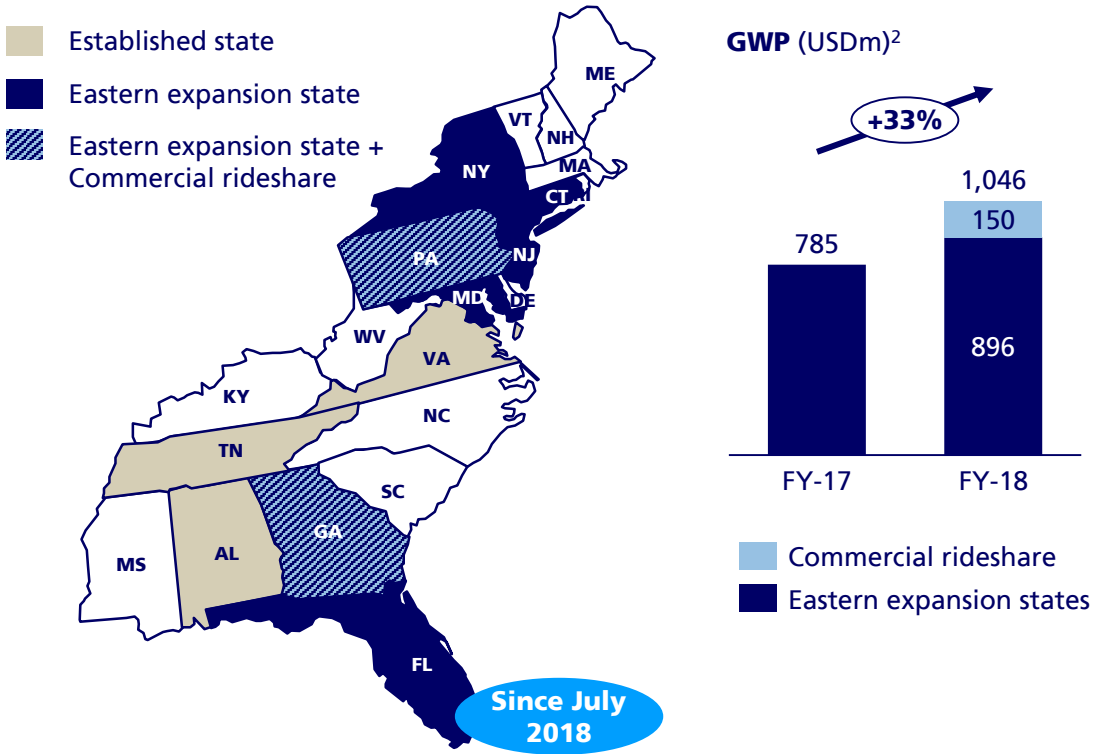 Established state
Eastern expansion state
Eastern expansion state +
Commercial rideshare
ME
VT
NH
MA
NY
CT RI
PA
NJ
MD
DE
WV
VA
KY
NC
TN
SC
GA
AL
MS
FL
Since July
2018
GWP (USDm)2
+33%
1,046
150
785
896
FY-17
FY-18
Commercial rideshare
Eastern expansion states